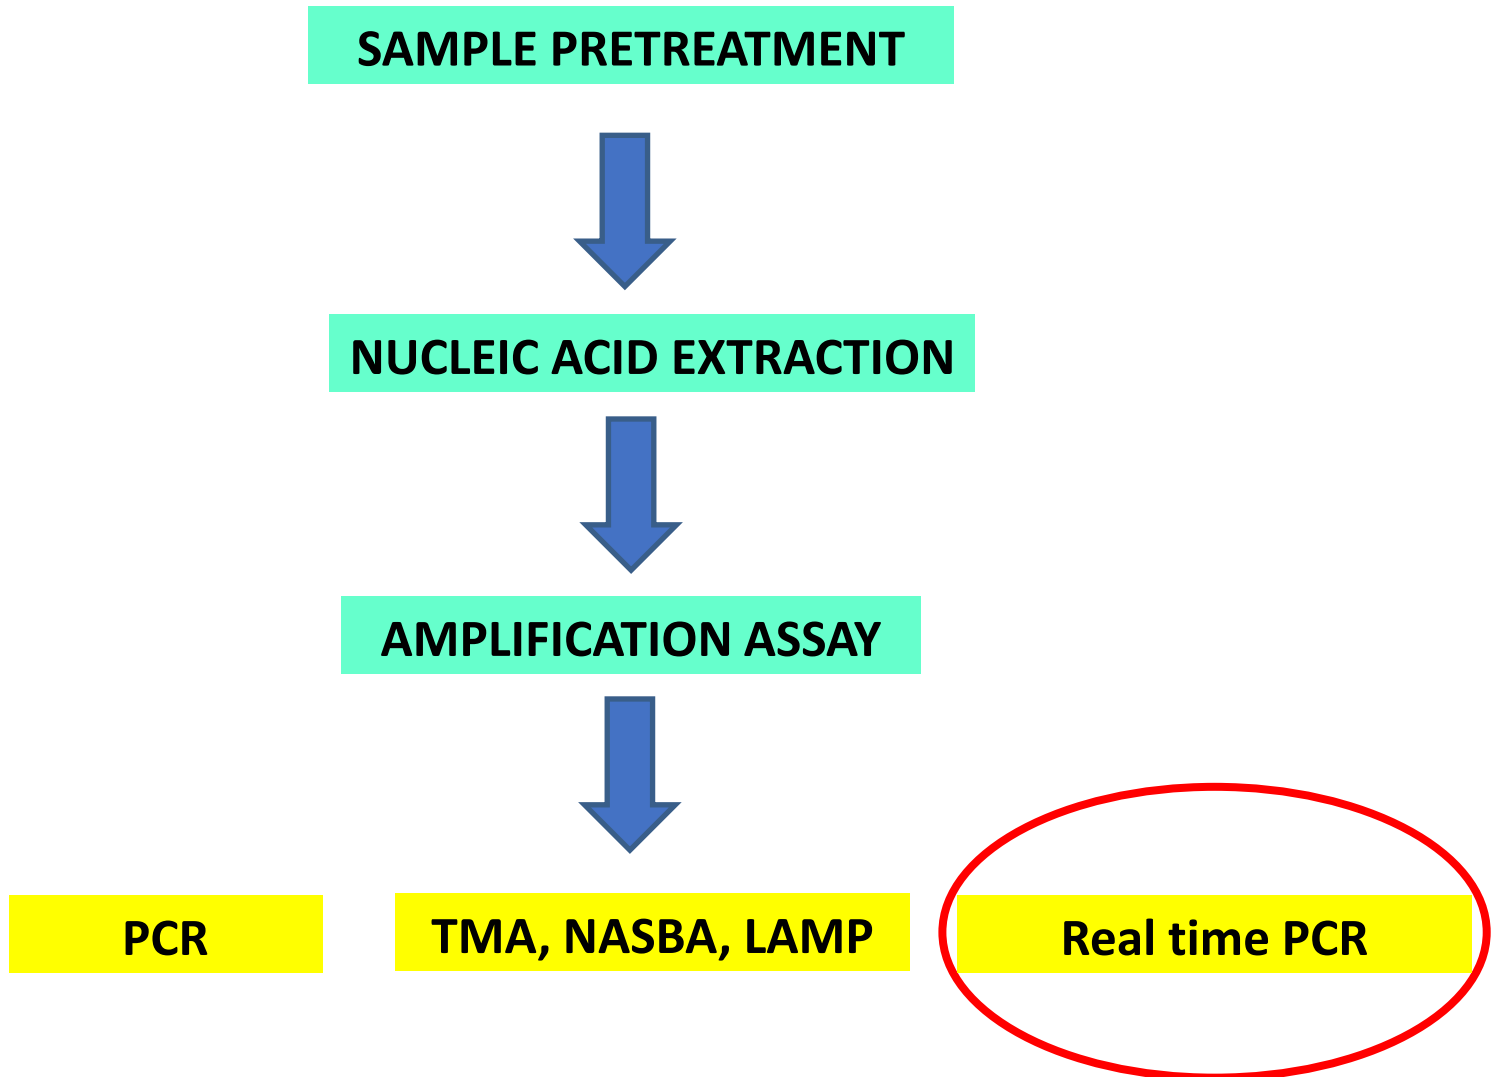 SAMPLE PRETREATMENT
NUCLEIC ACID EXTRACTION
AMPLIFICATION ASSAY
PCR
TMA, NASBA, LAMP
Real time PCR